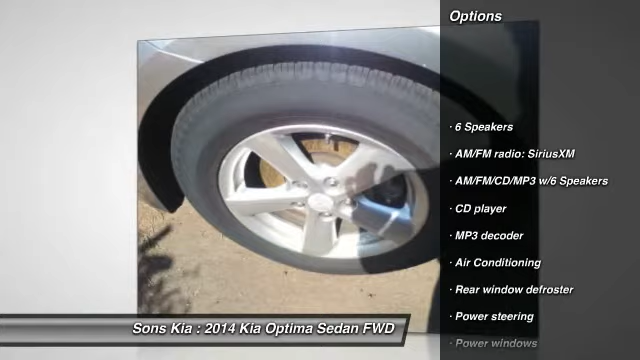 Options
· 6 Speakers
· AM/FM radio: SiriusXM
· AM/FM/CD/MP3 w/6 Speakers
· CD player
· MP3 decoder
· Air Conditioning
· Rear window defroster
· Power steering
· Power windows
Sons Kia : 2014 Kia Optima Sedan FWD